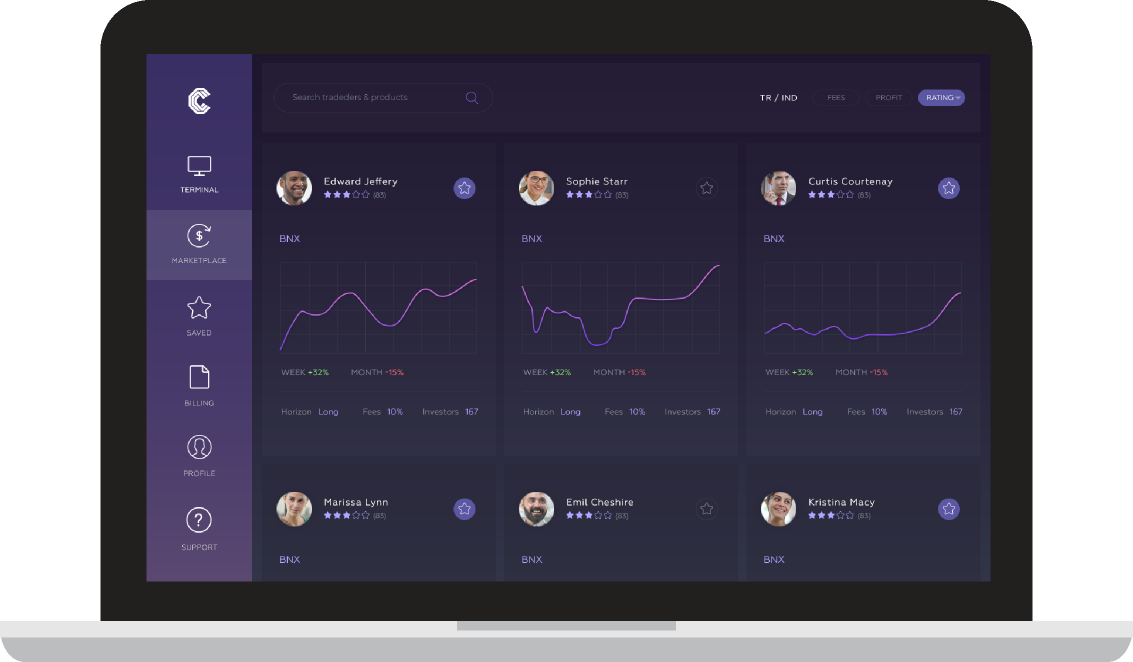 Search tradeders & products
TR / IND
FEES
PROFIT
RATING
TERMINAL
MARKETPLACE
SAVED
BILLING
PROFILE
SUPPORT
Edward Jeffery
(83)
BNX
WEEK +32% MONTH -15%
Horizon Long Fees 10% Investors 167
Sophie Starr
(83)
BNX
WEEK +32% MONTH -15%
Horizon Long Fees 10% Investors 167
Curtis Courtenay
(83)
BNX
WEEK +32% MONTH -15%
Horizon Long Fees 10% Investors 167
Marissa Lynn
(83)
BNX
Emil Cheshire
(83)
BNX
Kristina Macy
(83)
BNX